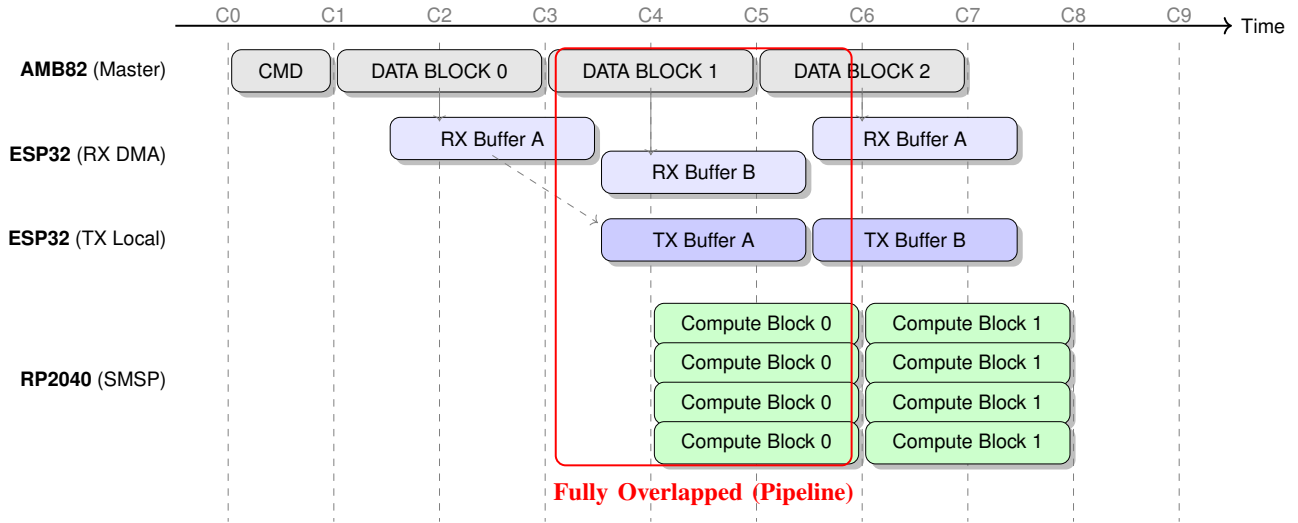 C0 C1 C2 C3 C4 C5 C6 C7 C8 C9
Time
AMB82 (Master) CMD DATA BLOCK 0 DATA BLOCK 1 DATA BLOCK 2
RX Buffer A RX Buffer A
ESP32 (RX DMA)
RX Buffer B
ESP32 (TX Local) TX Buffer A TX Buffer B
Compute Block 0 Compute Block 1
Compute Block 0 Compute Block 1
RP2040 (SMSP)
Compute Block 0 Compute Block 1
Compute Block 0 Compute Block 1
Fully Overlapped (Pipeline)